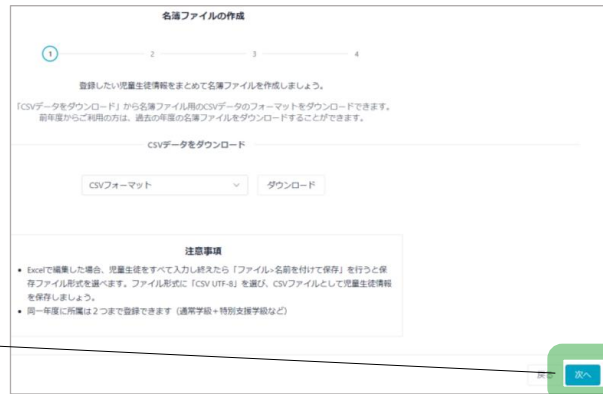 名簿ファイルの作成
1 2 3 4
登録したい児童生徒情報をまとめて名簿ファイルを作成しましょう。
「CSVデータをダウンロード」から名簿ファイル用のCSVデータのフォーマットをダウンロードできます。
前年度からご利用の方は、過去の年度の名簿ファイルをダウンロードすることができます。
CSVデータをダウンロード
CSVフォーマット ダウンロード
注意事項
• Excelで編集した場合、児童生徒をすべて入力し終えたら「ファイル>名前を付けて保存」を行うと保
存ファイル形式を選べます。ファイル形式に「CSV UTF-8」を選び、CSVファイルとして児童生徒情報
を保存しましょう。
• 同一年度に所属は2つまで登録できます（通常学級+特別支援学級など）
戻る 次へ